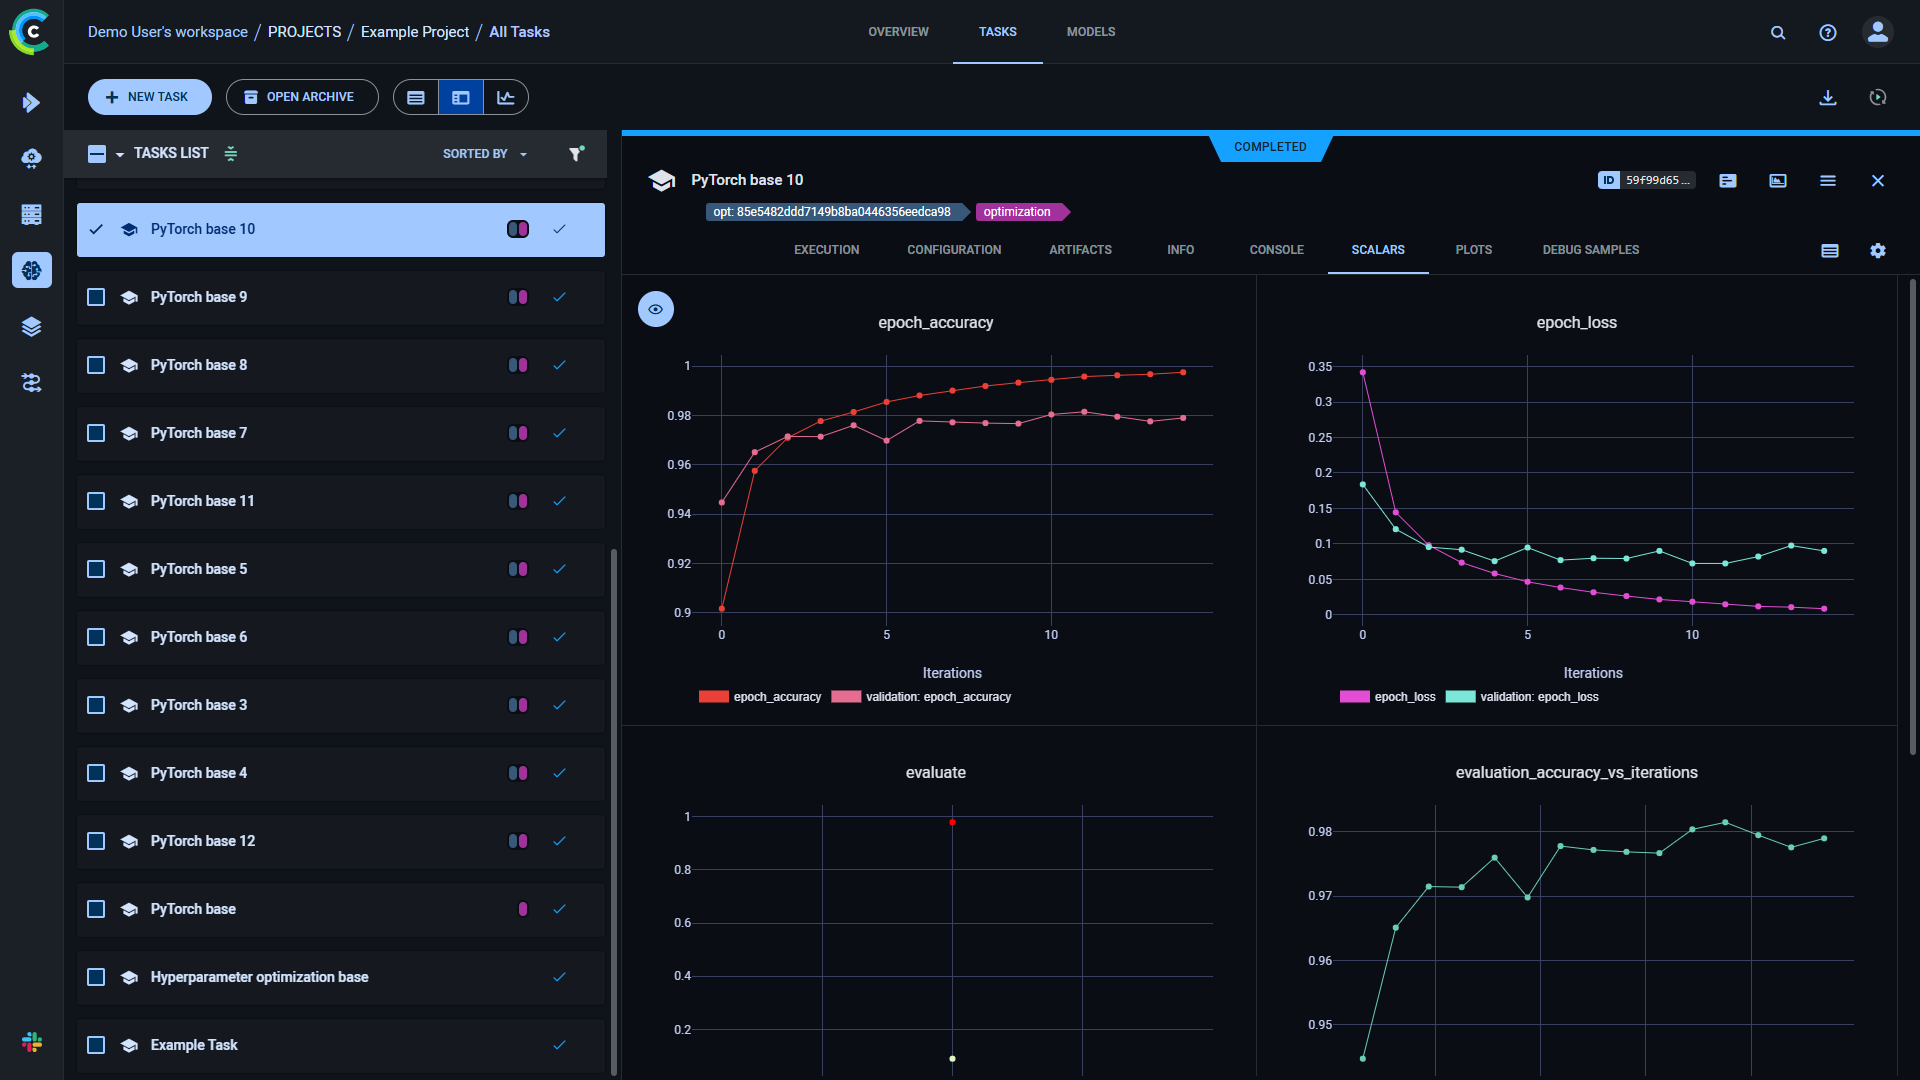 Demo User's workspace / PROJECTS / Example Project / All Tasks
OVERVIEW TASKS MODELS
NEW TASK OPEN ARCHIVE
TASKS LIST SORTED BY
PyTorch base 10
PyTorch base 9
PyTorch base 8
PyTorch base 7
PyTorch base 11
PyTorch base 5
PyTorch base 6
PyTorch base 3
PyTorch base 4
PyTorch base 12
PyTorch base
Hyperparameter optimization base
Example Task
COMPLETED
PyTorch base 10
ID 59f99d65 ...
opt: 85e5482ddd7149b8ba0446356eedca98 optimization
EXECUTION CONFIGURATION ARTIFACTS INFO CONSOLE SCALARS PLOTS DEBUG SAMPLES
epoch_accuracy
1
0.98
0.96
0.94
0.92
0.9
0 5 10
Iterations
epoch_accuracy validation: epoch_accuracy
epoch_loss
0.35
0.3
0.25
0.2
0.15
0.1
0.05
0
0 5 10
Iterations
epoch_loss validation: epoch_loss
evaluate
1
0.8
0.6
0.4
0.2
evaluation_accuracy_vs_iterations
0.98
0.97
0.96
0.95